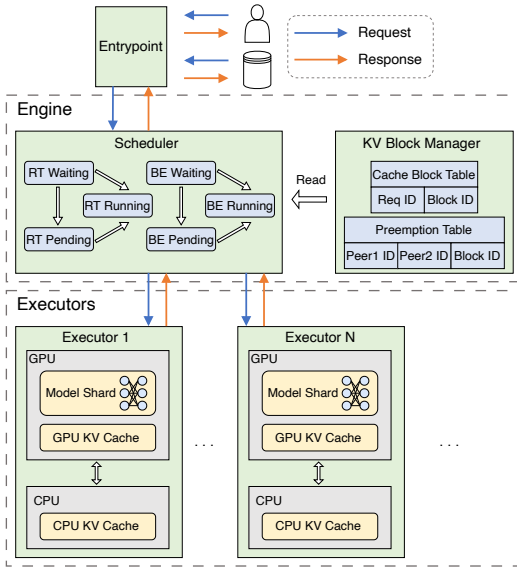 Entrypoint
Request
Response
Engine
Scheduler
RT Waiting
BE Waiting
RT Running
BE Running
RT Pending
BE Pending
Read
KV Block Manager
Cache Block Table
Req ID
Block ID
Preemption Table
Peer1 ID
Peer2 ID
Block ID
Executors
Executor 1
GPU
Model Shard
GPU KV Cache
CPU
CPU KV Cache
...
Executor N
GPU
Model Shard
GPU KV Cache
CPU
CPU KV Cache
...